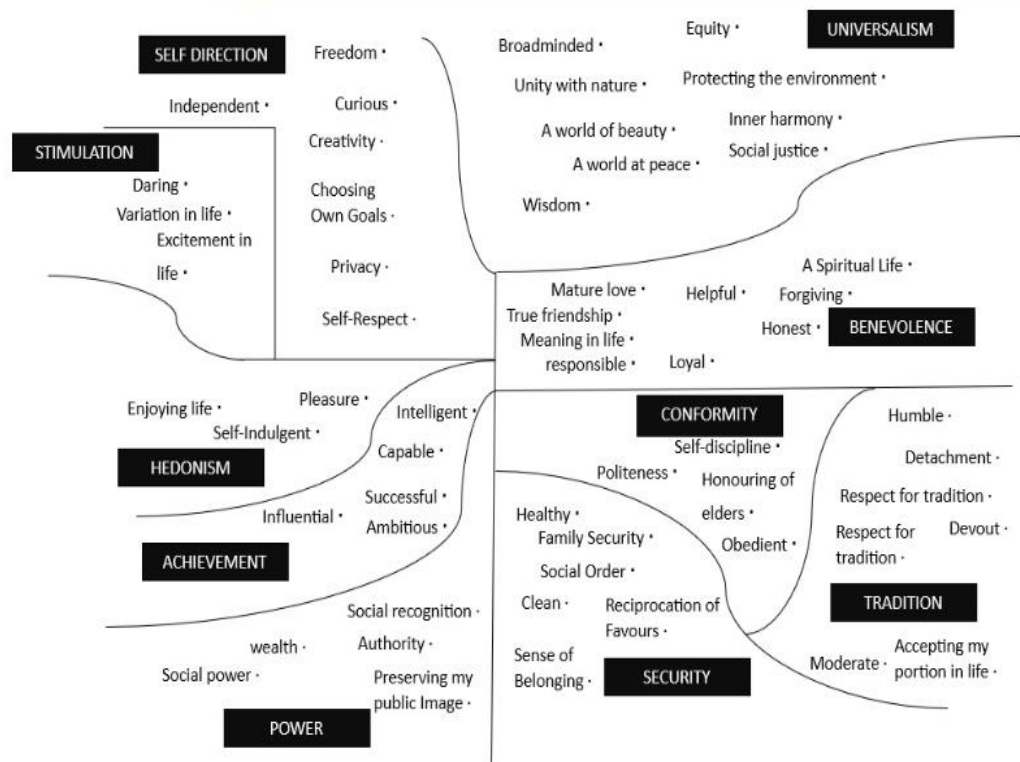 SELF DIRECTION
Freedom ·
Independent ·
Curious ·
Creativity ·
Choosing
Own Goals ·
Privacy ·
Self-Respect ·
STIMULATION
Daring ·
Variation in life ·
Excitement in
life ·
UNIVERSALISM
Broadminded ·
Equity ·
Unity with nature ·
Protecting the environment ·
A world of beauty ·
Inner harmony ·
A world at peace ·
Social justice ·
Wisdom ·
A Spiritual Life ·
Mature love ·
Helpful ·
Forgiving ·
True friendship ·
Honest ·
BENEVOLENCE
Meaning in life ·
responsible ·
Loyal ·
Enjoying life ·
Pleasure ·
Self-Indulgent ·
HEDONISM
Intelligent ·
Capable ·
Successful ·
Influential ·
Ambitious ·
ACHIEVEMENT
Social recognition ·
wealth ·
Authority ·
Social power ·
Preserving my
public Image ·
POWER
CONFORMITY
Self-discipline ·
Politeness ·
Honouring of
elders ·
Obedient ·
Healthy ·
Family Security ·
Social Order ·
Clean ·
Reciprocation of
Favours ·
Sense of
Belonging ·
SECURITY
Humble ·
Detachment ·
Respect for tradition ·
Respect for
tradition ·
Devout ·
TRADITION
Moderate ·
Accepting my
portion in life ·